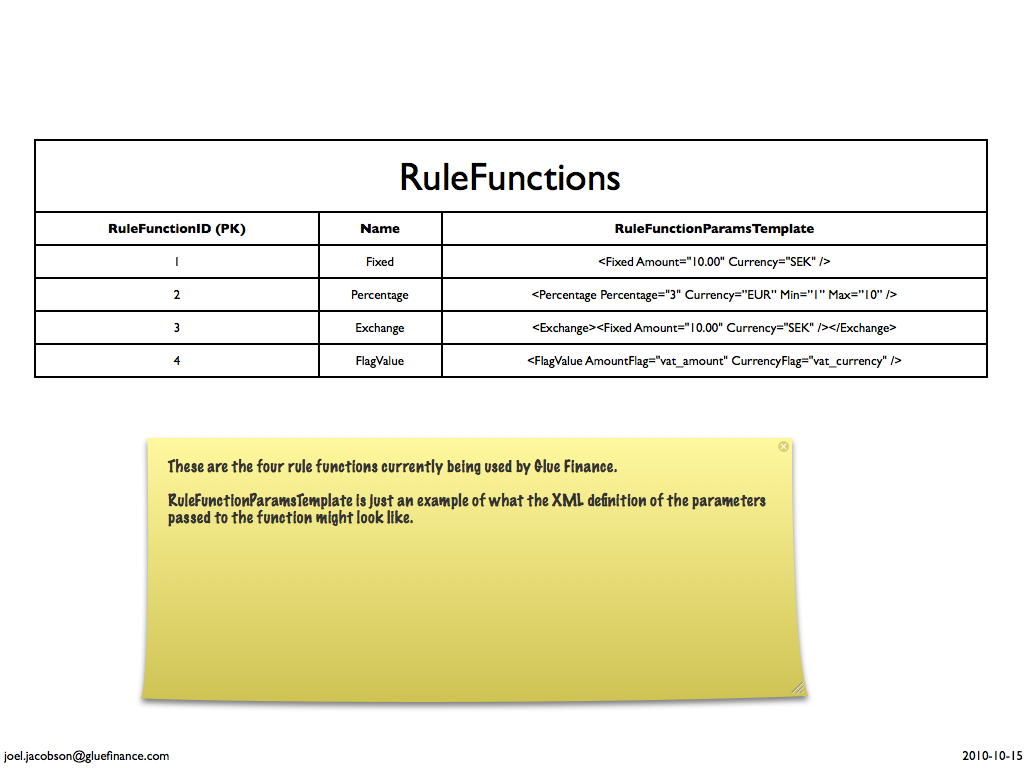 RuleFunctions
RuleFunctionID (PK) Name RuleFunctionParamsTemplate
1 Fixed <Fixed Amount="10.00" Currency="SEK" />
2 Percentage <Percentage Percentage="3" Currency="EUR" Min="1" Max="10" />
3 Exchange <Exchange><Fixed Amount="10.00" Currency="SEK" /></Exchange>
4 FlagValue <FlagValue AmountFlag="vat_amount" CurrencyFlag="vat_currency" />
These are the four rule functions currently being used by Glue Finance.
RuleFunctionParamsTemplate is just an example of what the XML definition of the parameters
passed to the function might look like.
joel.jacobson@gluefinance.com
2010-10-15